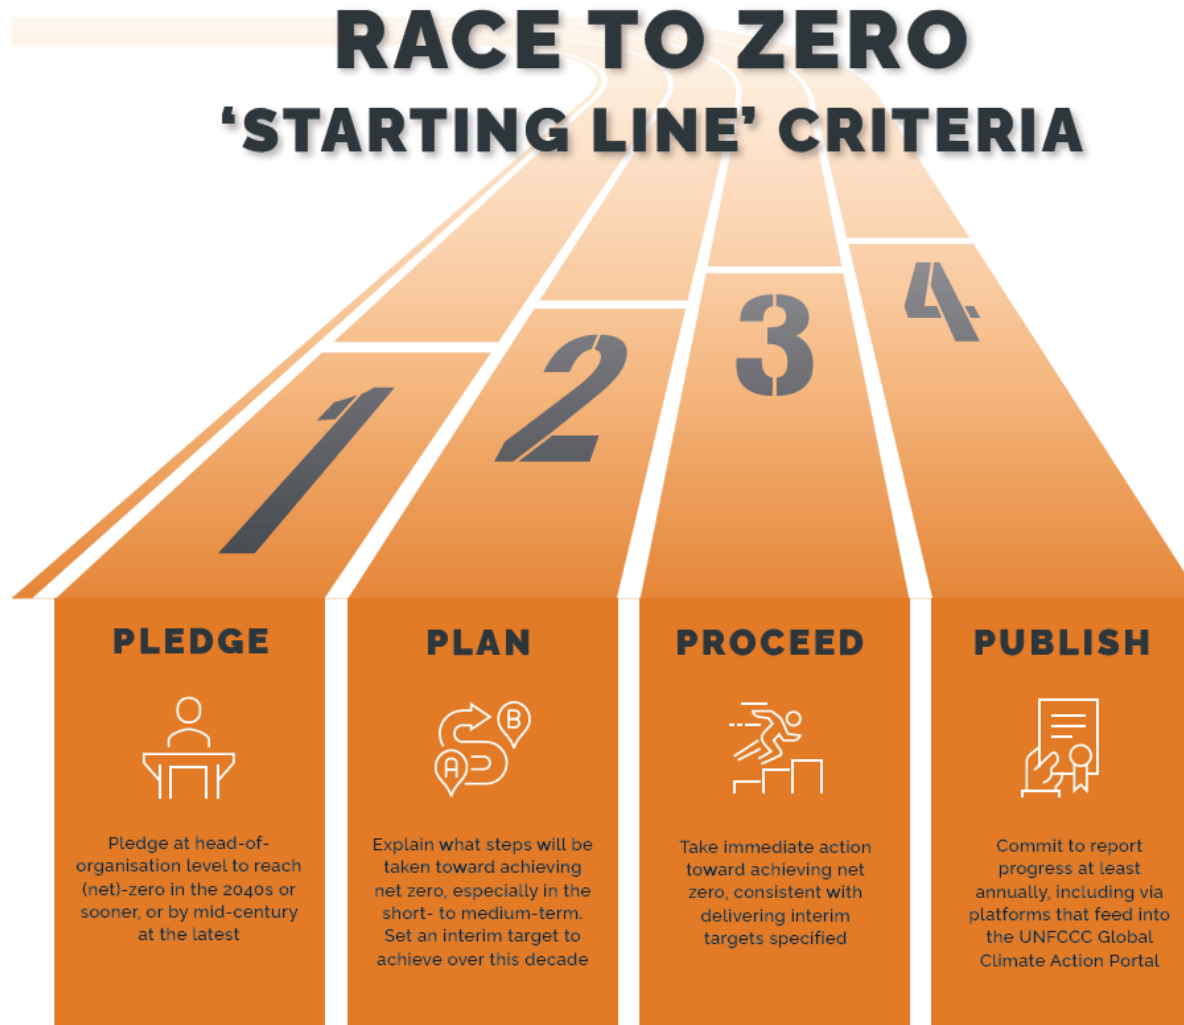 RACE TO ZERO
‘STARTING LINE’ CRITERIA
1
2
3
4
PLEDGE
Pledge at head-of-
organisation level to reach
(net)-zero in the 2040s or
sooner, or by mid-century
at the latest
PLAN
A
B
Explain what steps will be
taken toward achieving
net zero, especially in the
short- to medium-term.
Set an interim target to
achieve over this decade
PROCEED
Take immediate action
toward achieving net
zero, consistent with
delivering interim
targets specified
PUBLISH
Commit to report
progress at least
annually, including via
platforms that feed into
the UNFCCC Global
Climate Action Portal